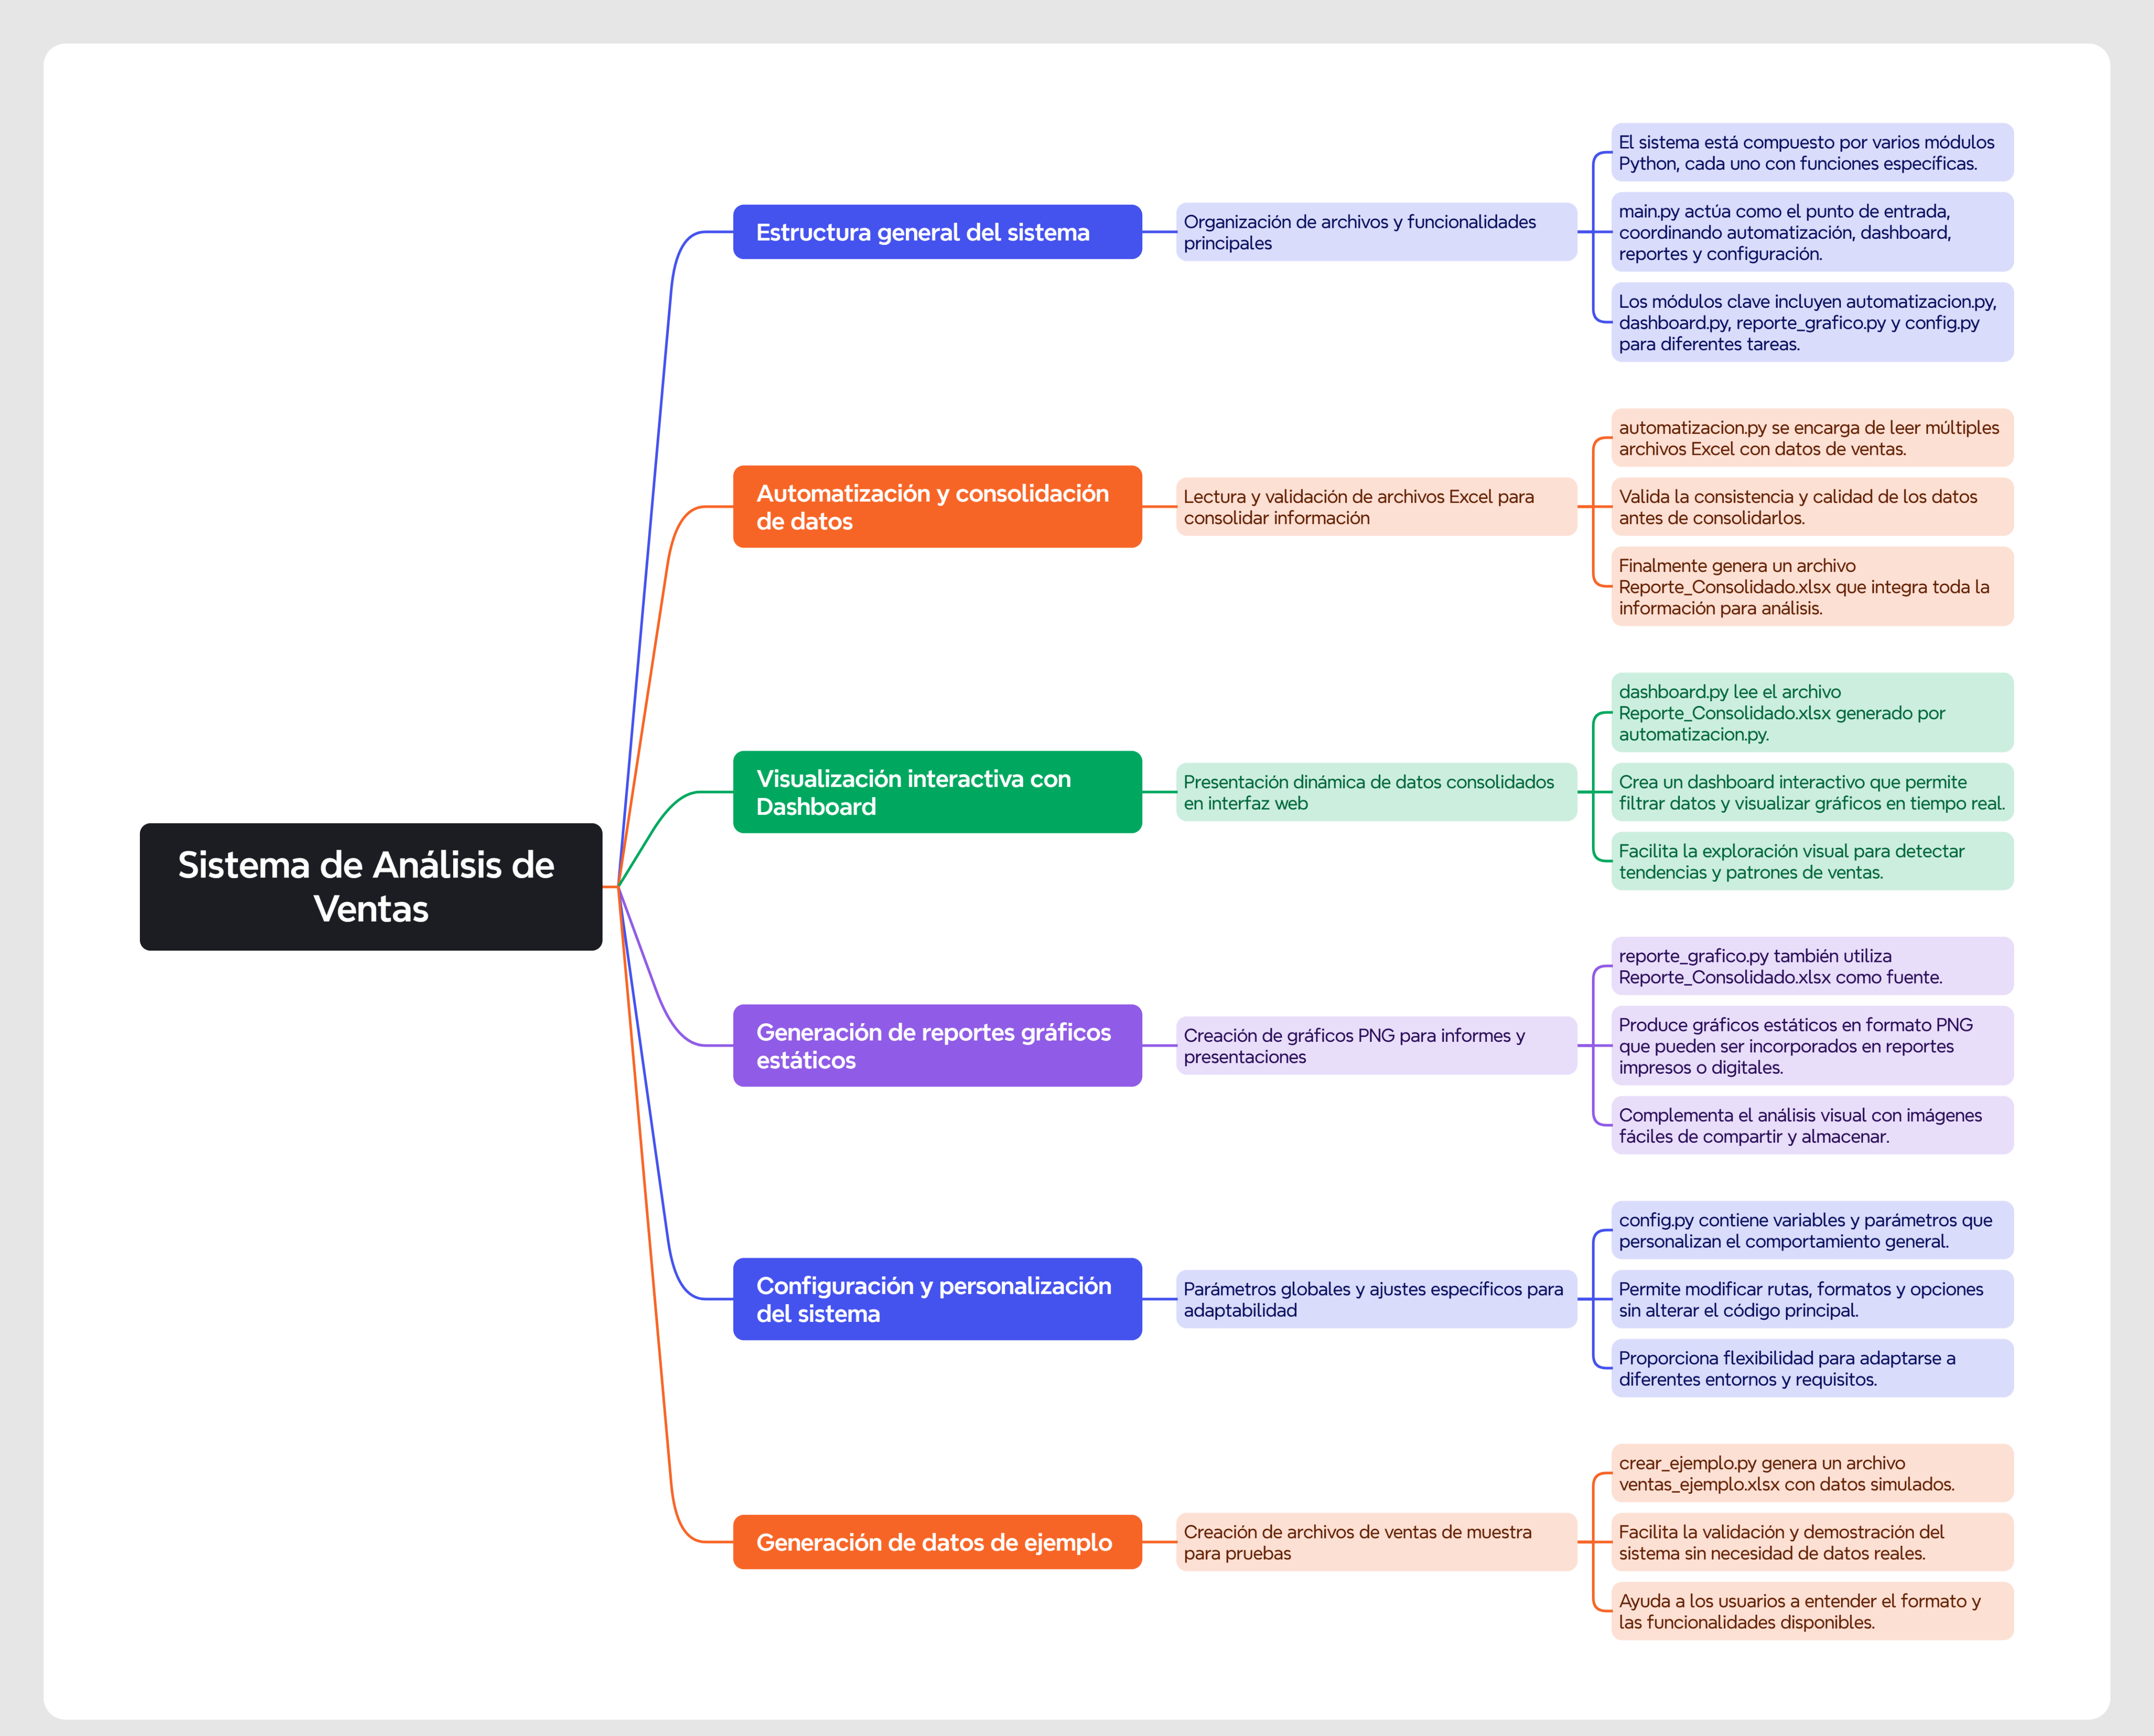 Sistema de Análisis de
Ventas
Estructura general del sistema
Organización de archivos y funcionalidades
principales
El sistema está compuesto por varios módulos
Python, cada uno con funciones específicas.
main.py actúa como el punto de entrada,
coordinando automatización, dashboard,
reportes y configuración.
Los módulos clave incluyen automatizacion.py,
dashboard.py, reporte_grafico.py y config.py
para diferentes tareas.
Automatización y consolidación
de datos
Lectura y validación de archivos Excel para
consolidar información
automatizacion.py se encarga de leer múltiples
archivos Excel con datos de ventas.
Valida la consistencia y calidad de los datos
antes de consolidarlos.
Finalmente genera un archivo
Reporte_Consolidado.xlsx que integra toda la
información para análisis.
Visualización interactiva con
Dashboard
Presentación dinámica de datos consolidados
en interfaz web
dashboard.py lee el archivo
Reporte_Consolidado.xlsx generado por
automatizacion.py.
Crea un dashboard interactivo que permite
filtrar datos y visualizar gráficos en tiempo real.
Facilita la exploración visual para detectar
tendencias y patrones de ventas.
Generación de reportes gráficos
estáticos
Creación de gráficos PNG para informes y
presentaciones
reporte_grafico.py también utiliza
Reporte_Consolidado.xlsx como fuente.
Produce gráficos estáticos en formato PNG
que pueden ser incorporados en reportes
impresos o digitales.
Complementa el análisis visual con imágenes
fáciles de compartir y almacenar.
Configuración y personalización
del sistema
Parámetros globales y ajustes específicos para
adaptabilidad
config.py contiene variables y parámetros que
personalizan el comportamiento general.
Permite modificar rutas, formatos y opciones
sin alterar el código principal.
Proporciona flexibilidad para adaptarse a
diferentes entornos y requisitos.
Generación de datos de ejemplo
Creación de archivos de ventas de muestra
para pruebas
crear_ejemplo.py genera un archivo
ventas_ejemplo.xlsx con datos simulados.
Facilita la validación y demostración del
sistema sin necesidad de datos reales.
Ayuda a los usuarios a entender el formato y
las funcionalidades disponibles.